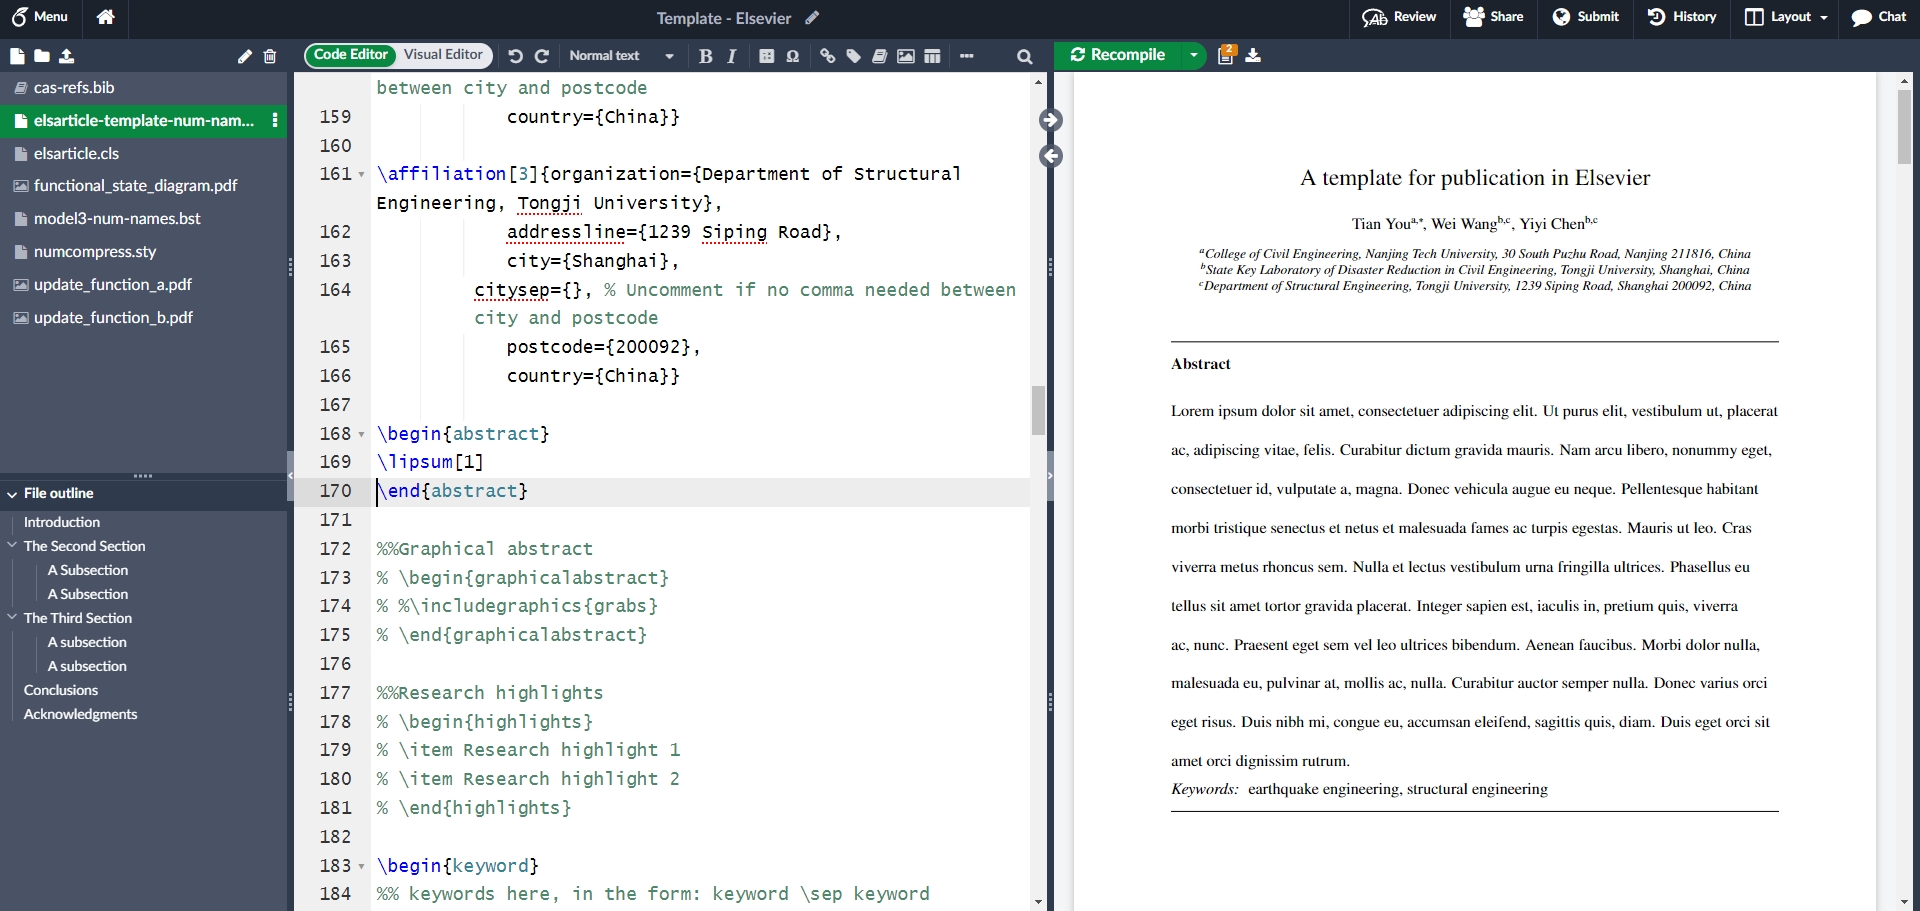 Menu
Template - Elsevier
Review
Share
Submit
History
Layout
Chat
Code Editor
Visual Editor
Normal text
B
I
Ω
Recompile
2
cas-refs.bib
elsarticle-template-num-nam...
elsarticle.cls
functional_state_diagram.pdf
model3-num-names.bst
numcompress.sty
update_function_a.pdf
update_function_b.pdf
File outline
Introduction
The Second Section
A Subsection
A Subsection
The Third Section
A subsection
A subsection
Conclusions
Acknowledgments
between city and postcode
159 country={China}}
160
161 \affiliation[3]{organization={Department of Structural
Engineering, Tongji University},
162 addressline={1239 Siping Road},
163 city={Shanghai},
164 citysep={}, % Uncomment if no comma needed between
city and postcode
165 postcode={200092},
166 country={China}}
167
168 \begin{abstract}
169 \lipsum[1]
170 \end{abstract}
171
172 %%Graphical abstract
173 % \begin{graphicalabstract}
174 % %\includegraphics{grabs}
175 % \end{graphicalabstract}
176
177 %%Research highlights
178 % \begin{highlights}
179 % \item Research highlight 1
180 % \item Research highlight 2
181 % \end{highlights}
182
183 \begin{keyword}
184 %% keywords here, in the form: keyword \sep keyword
A template for publication in Elsevier
Tian Youa,*, Wei Wangb,c, Yiyi Chenb,c
aCollege of Civil Engineering, Nanjing Tech University, 30 South Puzhu Road, Nanjing 211816, China
bState Key Laboratory of Disaster Reduction in Civil Engineering, Tongji University, Shanghai, China
cDepartment of Structural Engineering, Tongji University, 1239 Siping Road, Shanghai 200092, China
Abstract
Lorem ipsum dolor sit amet, consectetuer adipiscing elit. Ut purus elit, vestibulum ut, placerat
ac, adipiscing vitae, felis. Curabitur dictum gravida mauris. Nam arcu libero, nonummy eget,
consectetuer id, vulputate a, magna. Donec vehicula augue eu neque. Pellentesque habitant
morbi tristique senectus et netus et malesuada fames ac turpis egestas. Mauris ut leo. Cras
viverra metus rhoncus sem. Nulla et lectus vestibulum urna fringilla ultrices. Phasellus eu
tellus sit amet tortor gravida placerat. Integer sapien est, iaculis in, pretium quis, viverra
ac, nunc. Praesent eget sem vel leo ultrices bibendum. Aenean faucibus. Morbi dolor nulla,
malesuada eu, pulvinar at, mollis ac, nulla. Curabitur auctor semper nulla. Donec varius orci
eget risus. Duis nibh mi, congue eu, accumsan eleifend, sagittis quis, diam. Duis eget orci sit
amet orci dignissim rutrum.
Keywords: earthquake engineering, structural engineering